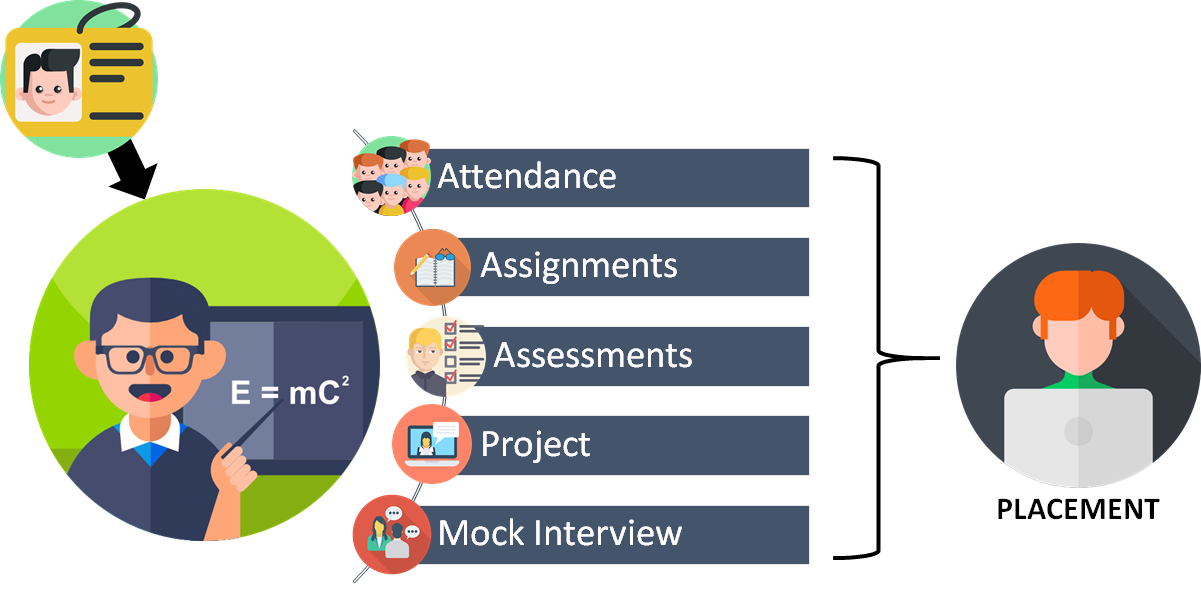 Attendance
Assignments
E = mC²
Assessments
Project
Mock Interview
PLACEMENT